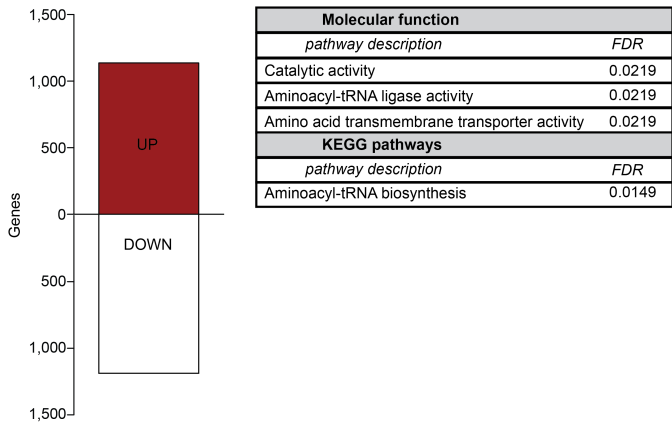 1,500
1,000
500
0
500
1,000
1,500
Genes
UP
DOWN
Molecular function
pathway description FDR
Catalytic activity 0.0219
Aminoacyl-tRNA ligase activity 0.0219
Amino acid transmembrane transporter activity 0.0219
KEGG pathways
pathway description FDR
Aminoacyl-tRNA biosynthesis 0.0149